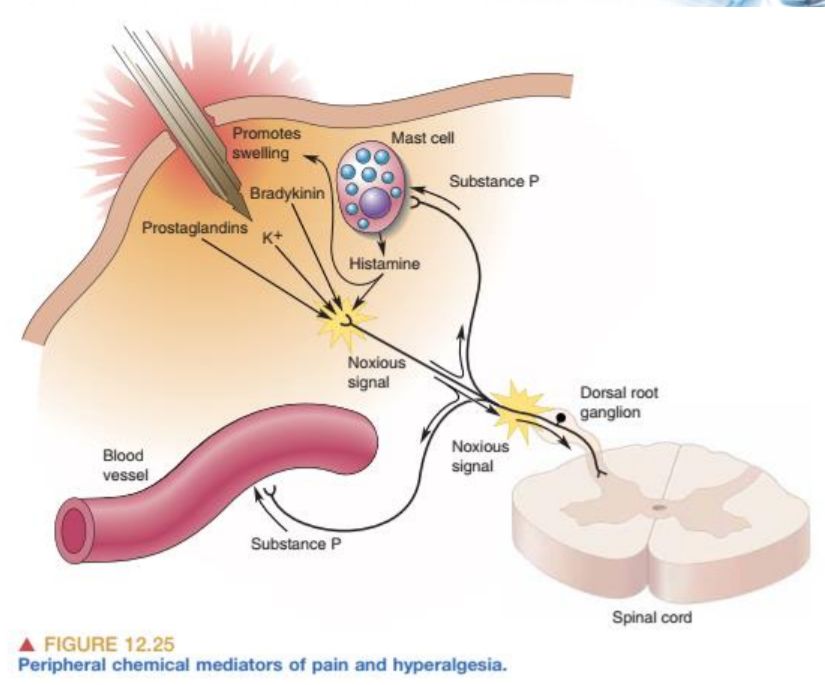 Promotes
swelling
Mast cell
Substance P
Bradykinin
Prostaglandins
K+
Histamine
Noxious
signal
Dorsal root
ganglion
Noxious
signal
Blood
vessel
Substance P
Spinal cord
▲ FIGURE 12.25
Peripheral chemical mediators of pain and hyperalgesia.